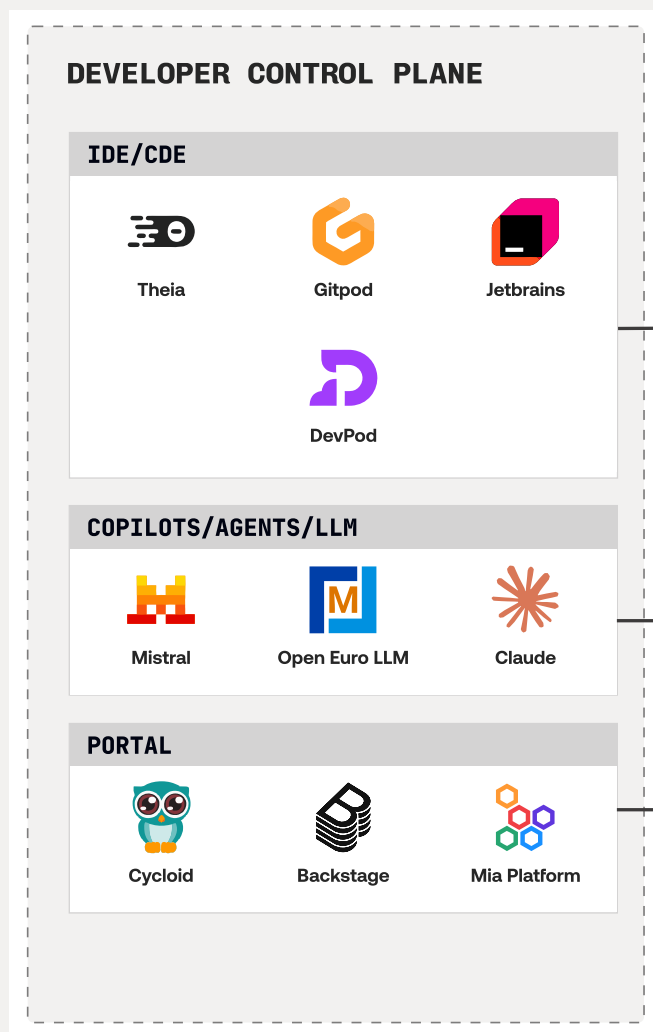 DEVELOPER CONTROL PLANE
IDE/CDE
Theia
Gitpod
Jetbrains
DevPod
COPILOTS/AGENTS/LLM
M
Mistral
Open Euro LLM
Claude
PORTAL
Cycloid
Backstage
Mia Platform